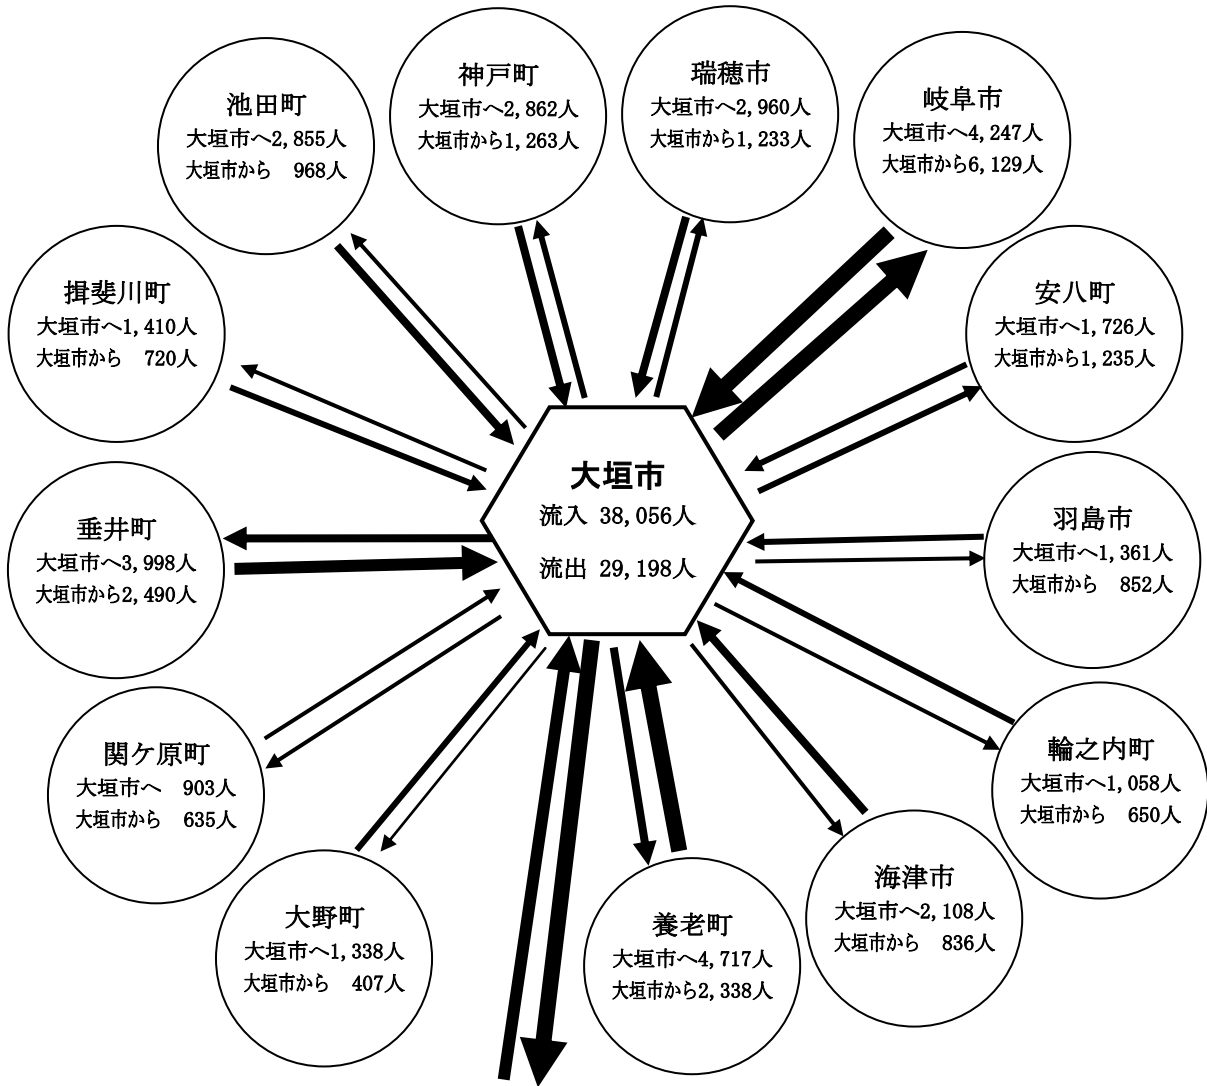 池田町
大垣市へ2,855人
大垣市から　968人
神戸町
大垣市へ2,862人
大垣市から1,263人
瑞穂市
大垣市へ2,960人
大垣市から1,233人
岐阜市
大垣市へ4,247人
大垣市から6,129人
揖斐川町
大垣市へ1,410人
大垣市から　720人
安八町
大垣市へ1,726人
大垣市から1,235人
大垣市
流入 38,056人
流出 29,198人
垂井町
大垣市へ3,998人
大垣市から2,490人
羽島市
大垣市へ1,361人
大垣市から　852人
関ケ原町
大垣市へ　903人
大垣市から　635人
輪之内町
大垣市へ1,058人
大垣市から　650人
大野町
大垣市へ1,338人
大垣市から　407人
養老町
大垣市へ4,717人
大垣市から2,338人
海津市
大垣市へ2,108人
大垣市から　836人